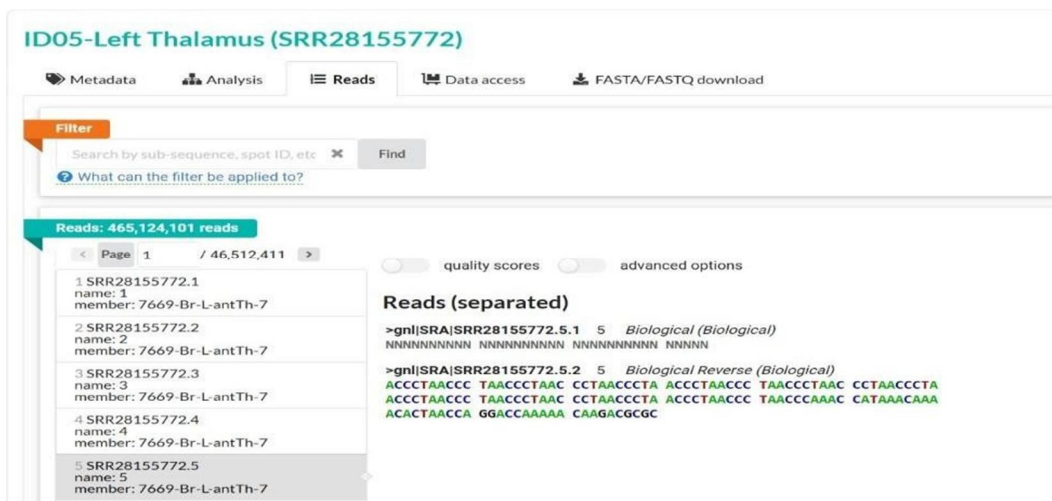 ID05-Left Thalamus (SRR28155772)
Metadata Analysis Reads Data access FASTA/FASTQ download
Filter
Search by sub-sequence, spot ID, etc Find
What can the filter be applied to?
Reads: 465,124,101 reads
< Page 1 / 46,512,411 >
1 SRR28155772.1
name: 1
member: 7669-Br-L-antTh-7
2 SRR28155772.2
name: 2
member: 7669-Br-L-antTh-7
3 SRR28155772.3
name: 3
member: 7669-Br-L-antTh-7
4 SRR28155772.4
name: 4
member: 7669-Br-L-antTh-7
5 SRR28155772.5
name: 5
member: 7669-Br-L-antTh-7
quality scores advanced options
Reads (separated)
>gnl|SRA|SRR28155772.5.1 5 Biological (Biological)
NNNNNNNNNN NNNNNNNNNN NNNNNNNNNN NNNNN
>gnl|SRA|SRR28155772.5.2 5 Biological Reverse (Biological)
ACCCTAACCC TAACCCTAAC CCTAACCCTA ACCCTAACCC TAACCCTAAC CCTAACCCTA
ACCCTAACCC TAACCCTAAC CCTAACCCTA ACCCTAACCC TAACCCAAAC CATAAACAAA
ACACTAACCA GGACCAAAAA CAAGACGCGC